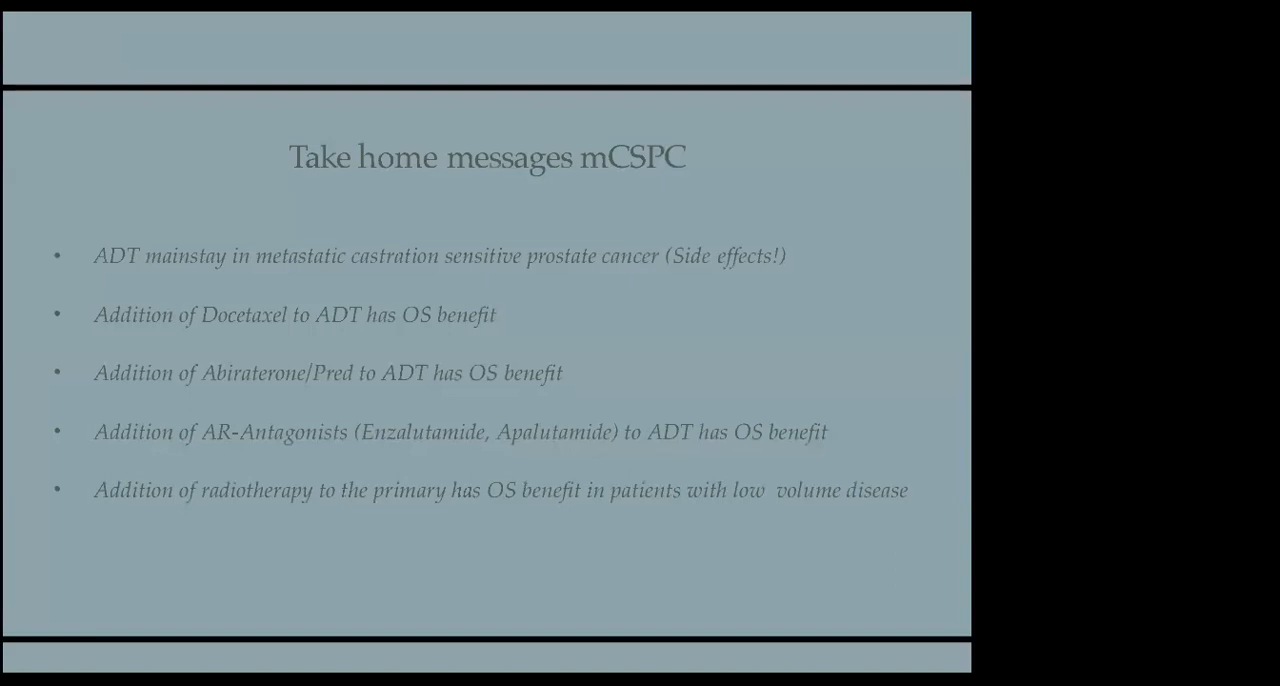 Take home messages mCSPC
• ADT mainstay in metastatic castration sensitive prostate cancer (Side effects!)
• Addition of Docetaxel to ADT has OS benefit
• Addition of Abiraterone/Pred to ADT has OS benefit
• Addition of AR-Antagonists (Enzalutamide, Apalutamide) to ADT has OS benefit
• Addition of radiotherapy to the primary has OS benefit in patients with low volume disease